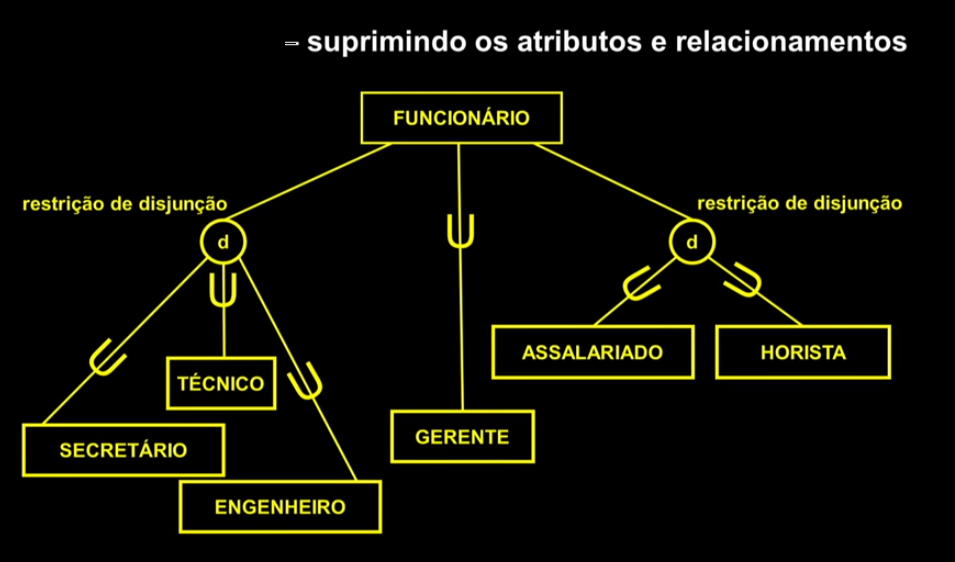 – suprimindo os atributos e relacionamentos
FUNCIONÁRIO
restrição de disjunção
restrição de disjunção
d
d
ASSALARIADO
HORISTA
TÉCNICO
GERENTE
SECRETÁRIO
ENGENHEIRO